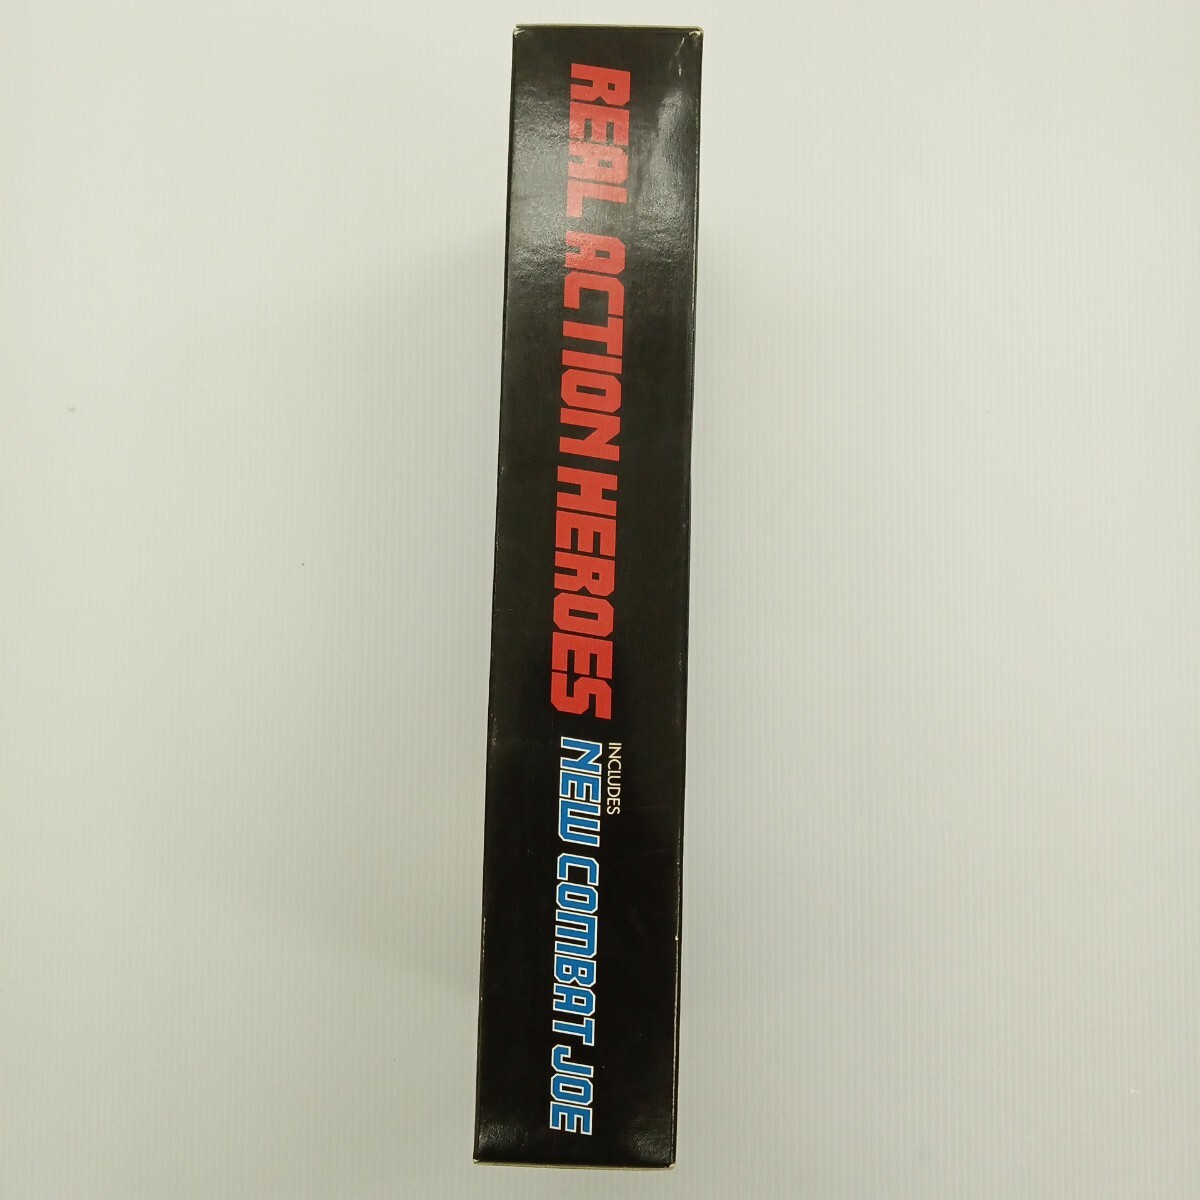 REAL ACTION HEROES
INCLUDES
NEW COMBAT JOE